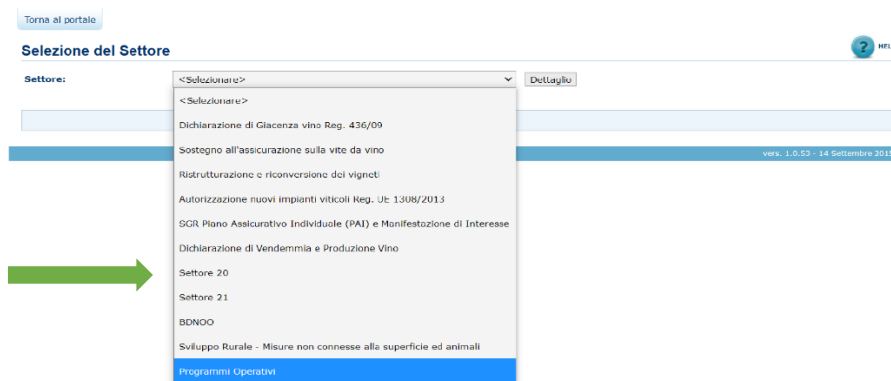 Torna al portale
Selezione del Settore
? HEL
Settore: <Selezionare> Dettaglio
<Selezionare>
Dichiarazione di Giacenza vino Reg. 436/09
Sostegno all'assicurazione sulla vite da vino
Ristrutturazione e riconversione dei vigneti
Autorizzazione nuovi impianti viticoli Reg. UE 1308/2013
SGR Piano Assicurativo Individuale (PAI) e Manifestazione di Interesse
Dichiarazione di Vendemmia e Produzione Vino
Settore 20
Settore 21
BDNOO
Sviluppo Rurale - Misure non connesse alla superficie ed animali
Programmi Operativi
vers. 1.0.53 - 14 Settembre 2015